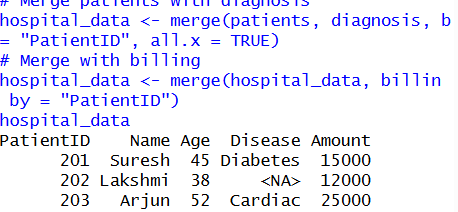 # Merge patients with diagnosis
hospital_data <- merge(patients, diagnosis, b
= "PatientID", all.x = TRUE)
# Merge with billing
hospital_data <- merge(hospital_data, billin
by = "PatientID")
hospital_data
PatientID Name Age Disease Amount
201 Suresh 45 Diabetes 15000
202 Lakshmi 38 <NA> 12000
203 Arjun 52 Cardiac 25000